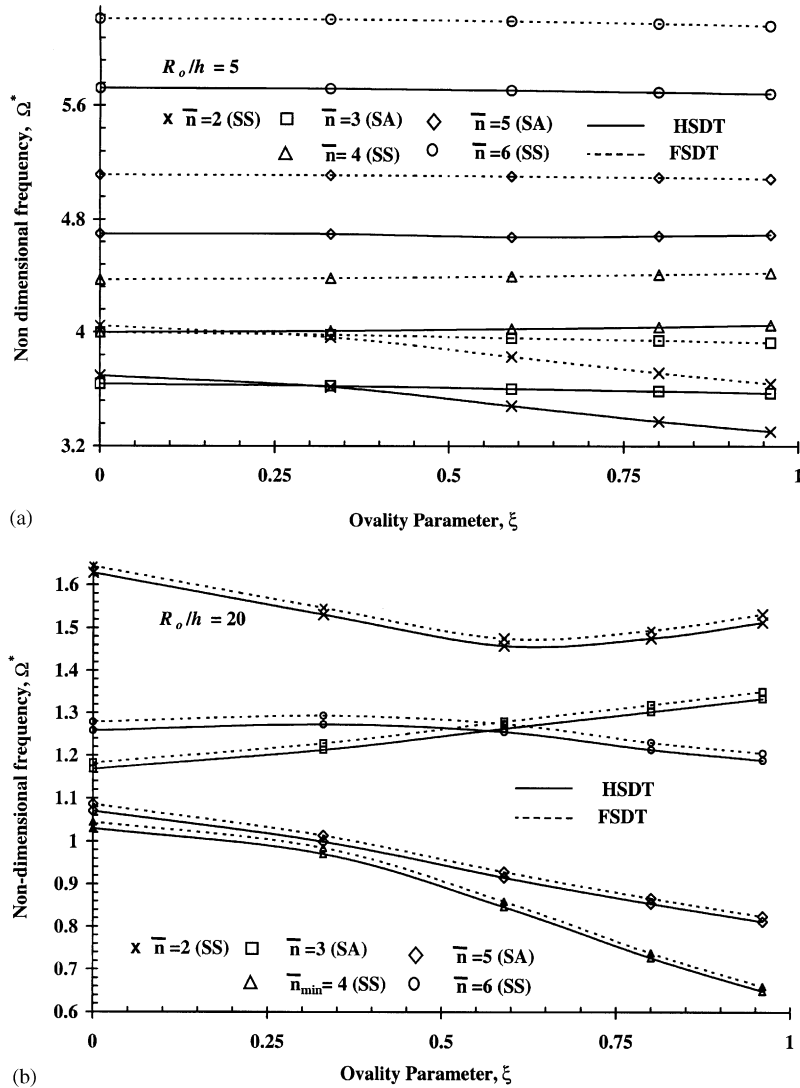 R_o/h = 5
x n̄=2 (SS) □ n̄=3 (SA) ◇ n̄=5 (SA) HSDT
△ n̄= 4 (SS) ○ n̄=6 (SS) FSDT
Non dimensional frequency, Ω*
5.6
4.8
4
3.2
0 0.25 0.5 0.75 1
(a)
Ovality Parameter, ξ
R_o/h = 20
Non-dimensional frequency, Ω*
1.6
1.5
1.4
1.3
1.2
1.1
1
0.9
0.8
0.7
0.6
HSDT
FSDT
x n̄=2 (SS) □ n̄=3 (SA) ◇ n̄=5 (SA)
△ n̄_min= 4 (SS) ○ n̄=6 (SS)
0 0.25 0.5 0.75 1
(b)
Ovality Parameter, ξ